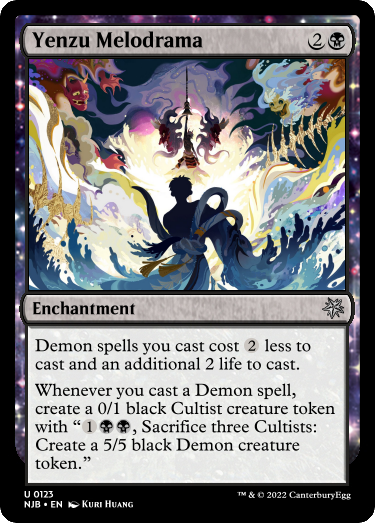 Yenzu Melodrama 2
Enchantment
Demon spells you cast cost 2 less to
cast and an additional 2 life to cast.
Whenever you cast a Demon spell,
create a 0/1 black Cultist creature token
with “1, Sacrifice three Cultists:
Create a 5/5 black Demon creature
token.”
U 0123
NJB • EN Kuri Huang
™ & © 2022 CanterburyEgg